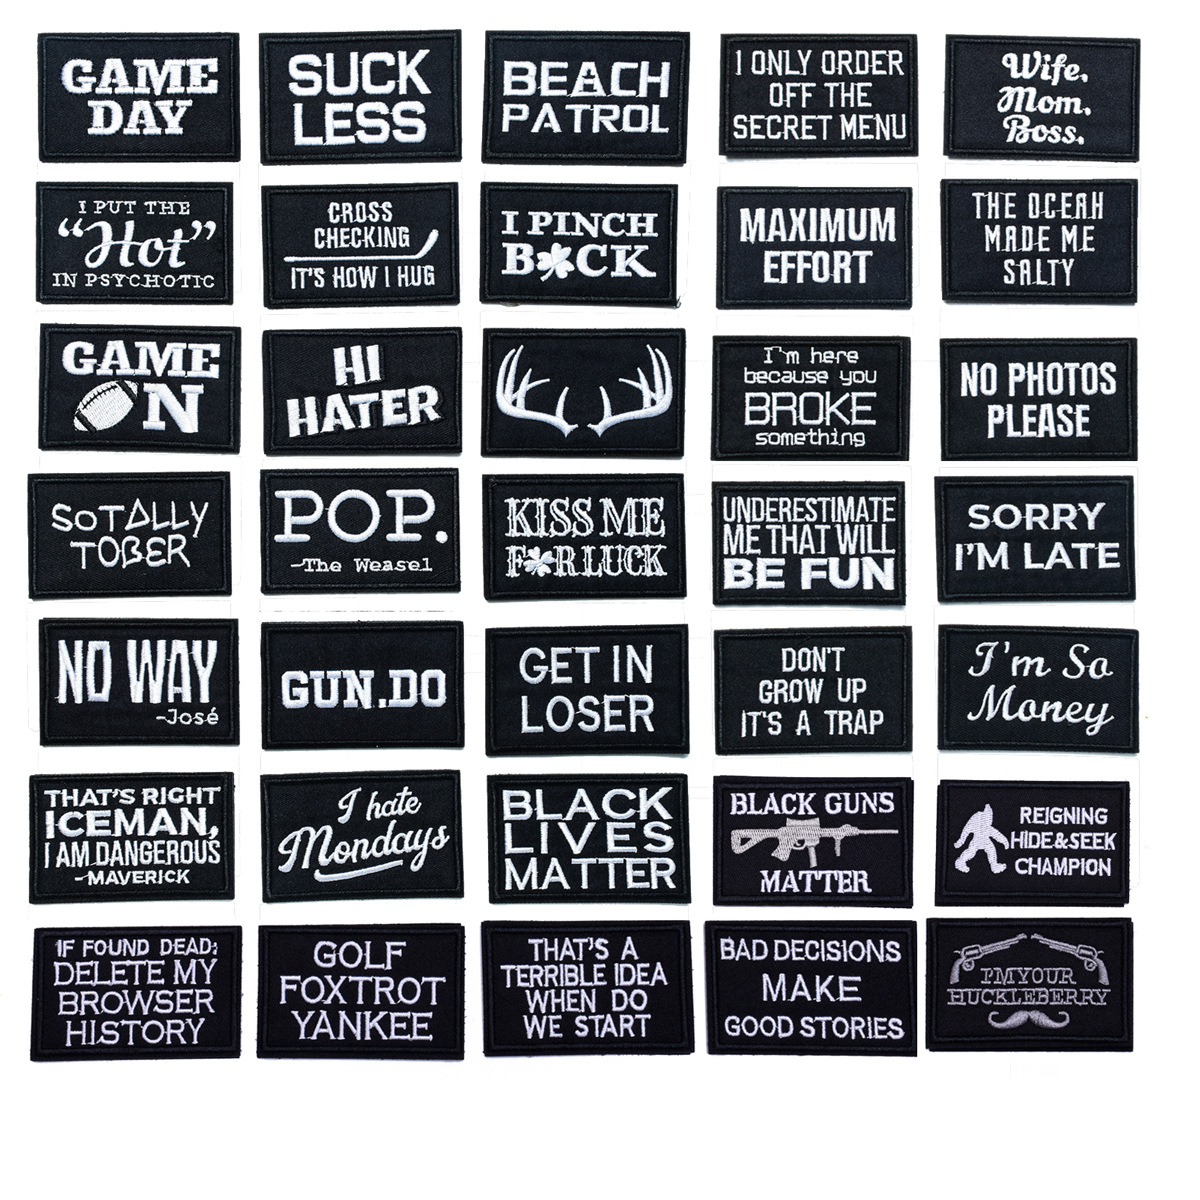 GAME
DAY
SUCK
LESS
BEACH
PATROL
I ONLY ORDER
OFF THE
SECRET MENU
Wife.
Mom.
Boss.
I PUT THE
“Hot”
IN PSYCHOTIC
CROSS
CHECKING
IT'S HOW I HUG
I PINCH
B CK
MAXIMUM
EFFORT
THE OCEAN
MADE ME
SALTY
GAME
N
HI
HATER
I'm here
because you
BROKE
something
NO PHOTOS
PLEASE
SOTALLY
TOBER
POP.
-The Weasel
KISS ME
F R LUCK
UNDERESTIMATE
ME THAT WILL
BE FUN
SORRY
I'M LATE
NO WAY
-José
GUN.DO
GET IN
LOSER
DON'T
GROW UP
IT'S A TRAP
I'm So
Money
THAT'S RIGHT
ICEMAN,
I AM DANGEROUS
-MAVERICK
I hate
Mondays
BLACK
LIVES
MATTER
BLACK GUNS
MATTER
REIGNING
HIDE&SEEK
CHAMPION
IF FOUND DEAD:
DELETE MY
BROWSER
HISTORY
GOLF
FOXTROT
YANKEE
THAT'S A
TERRIBLE IDEA
WHEN DO
WE START
BAD DECISIONS
MAKE
GOOD STORIES
I'M YOUR
HUCKLEBERRY